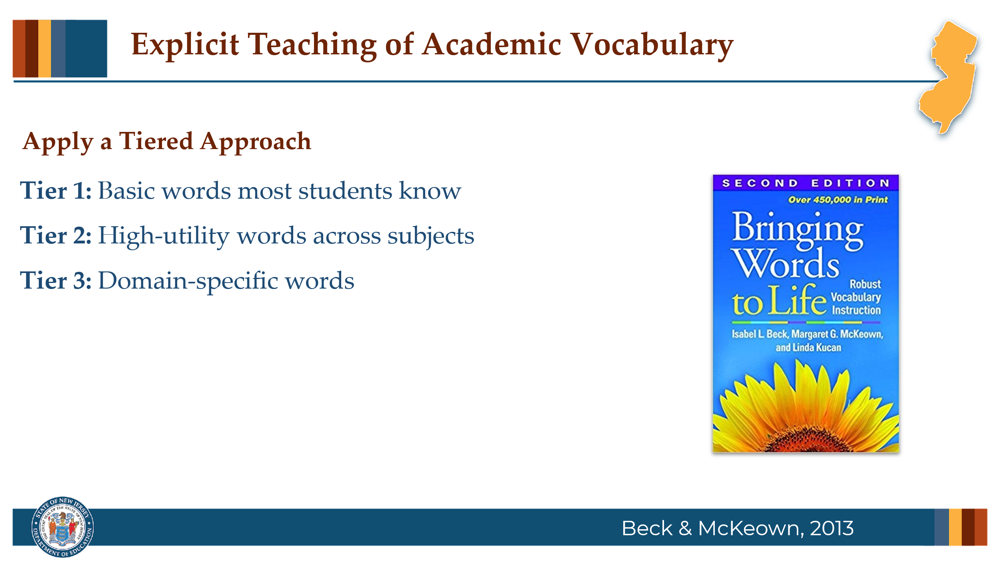 Explicit Teaching of Academic Vocabulary
Apply a Tiered Approach
Tier 1: Basic words most students know
Tier 2: High-utility words across subjects
Tier 3: Domain-specific words
SECOND EDITION
Over 450,000 in Print
Bringing
Words
to Life
Robust
Vocabulary
Instruction
Isabel L. Beck, Margaret G. McKeown,
and Linda Kucan
STATE OF NEW JERSEY
DEPARTMENT OF EDUCATION
THE GREAT SEAL OF THE STATE OF NEW JERSEY
Beck & McKeown, 2013